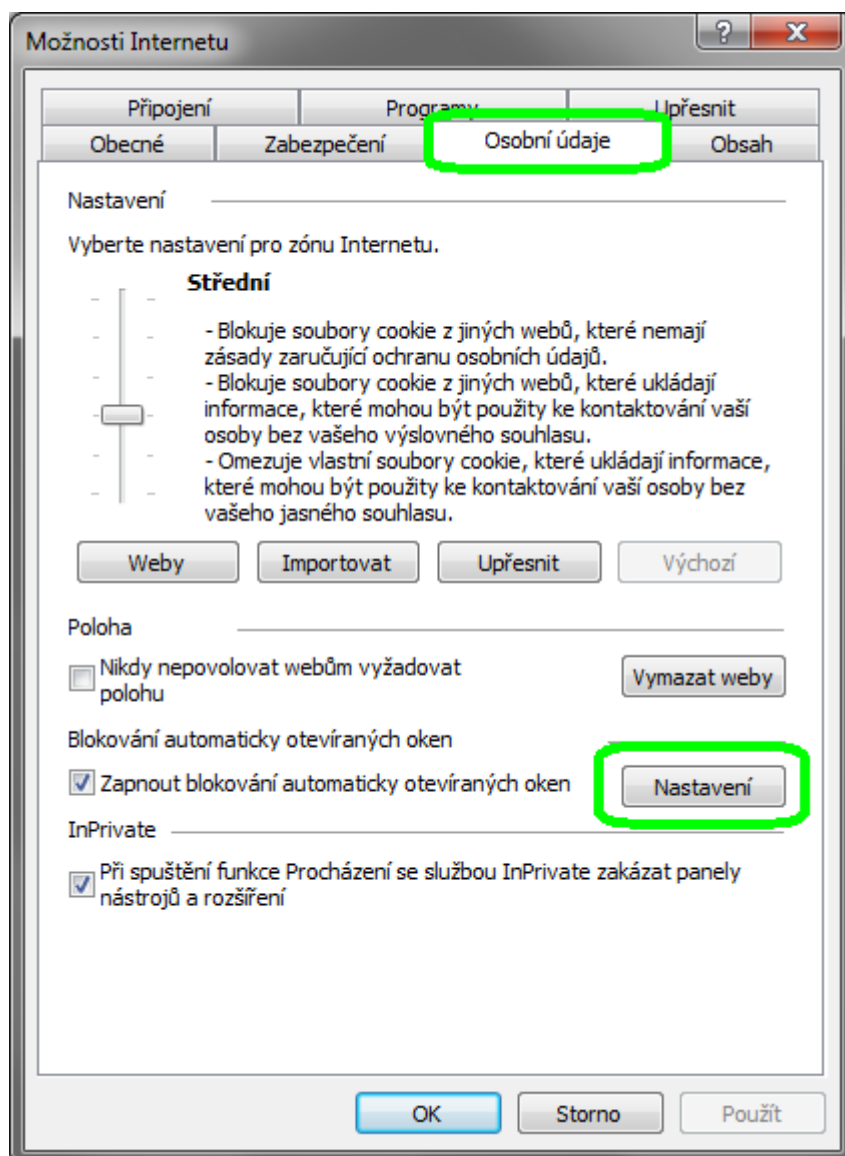 Možnosti Internetu
Připojení Programy Upřesnit
Obecné Zabezpečení Osobní údaje Obsah
Nastavení
Vyberte nastavení pro zónu Internetu.
Střední
- Blokuje soubory cookie z jiných webů, které nemají
zásady zaručující ochranu osobních údajů.
- Blokuje soubory cookie z jiných webů, které ukládají
informace, které mohou být použity ke kontaktování vaší
osoby bez vašeho výslovného souhlasu.
- Omezuje vlastní soubory cookie, které ukládají informace,
které mohou být použity ke kontaktování vaší osoby bez
vašeho jasného souhlasu.
Weby Importovat Upřesnit Výchozí
Poloha
Nikdy nepovolovat webům vyžadovat
polohu
Vymazat weby
Blokování automaticky otevíraných oken
Zapnout blokování automaticky otevíraných oken Nastavení
InPrivate
Při spuštění funkce Procházení se službou InPrivate zakázat panely
nástrojů a rozšíření
OK Storno Použít